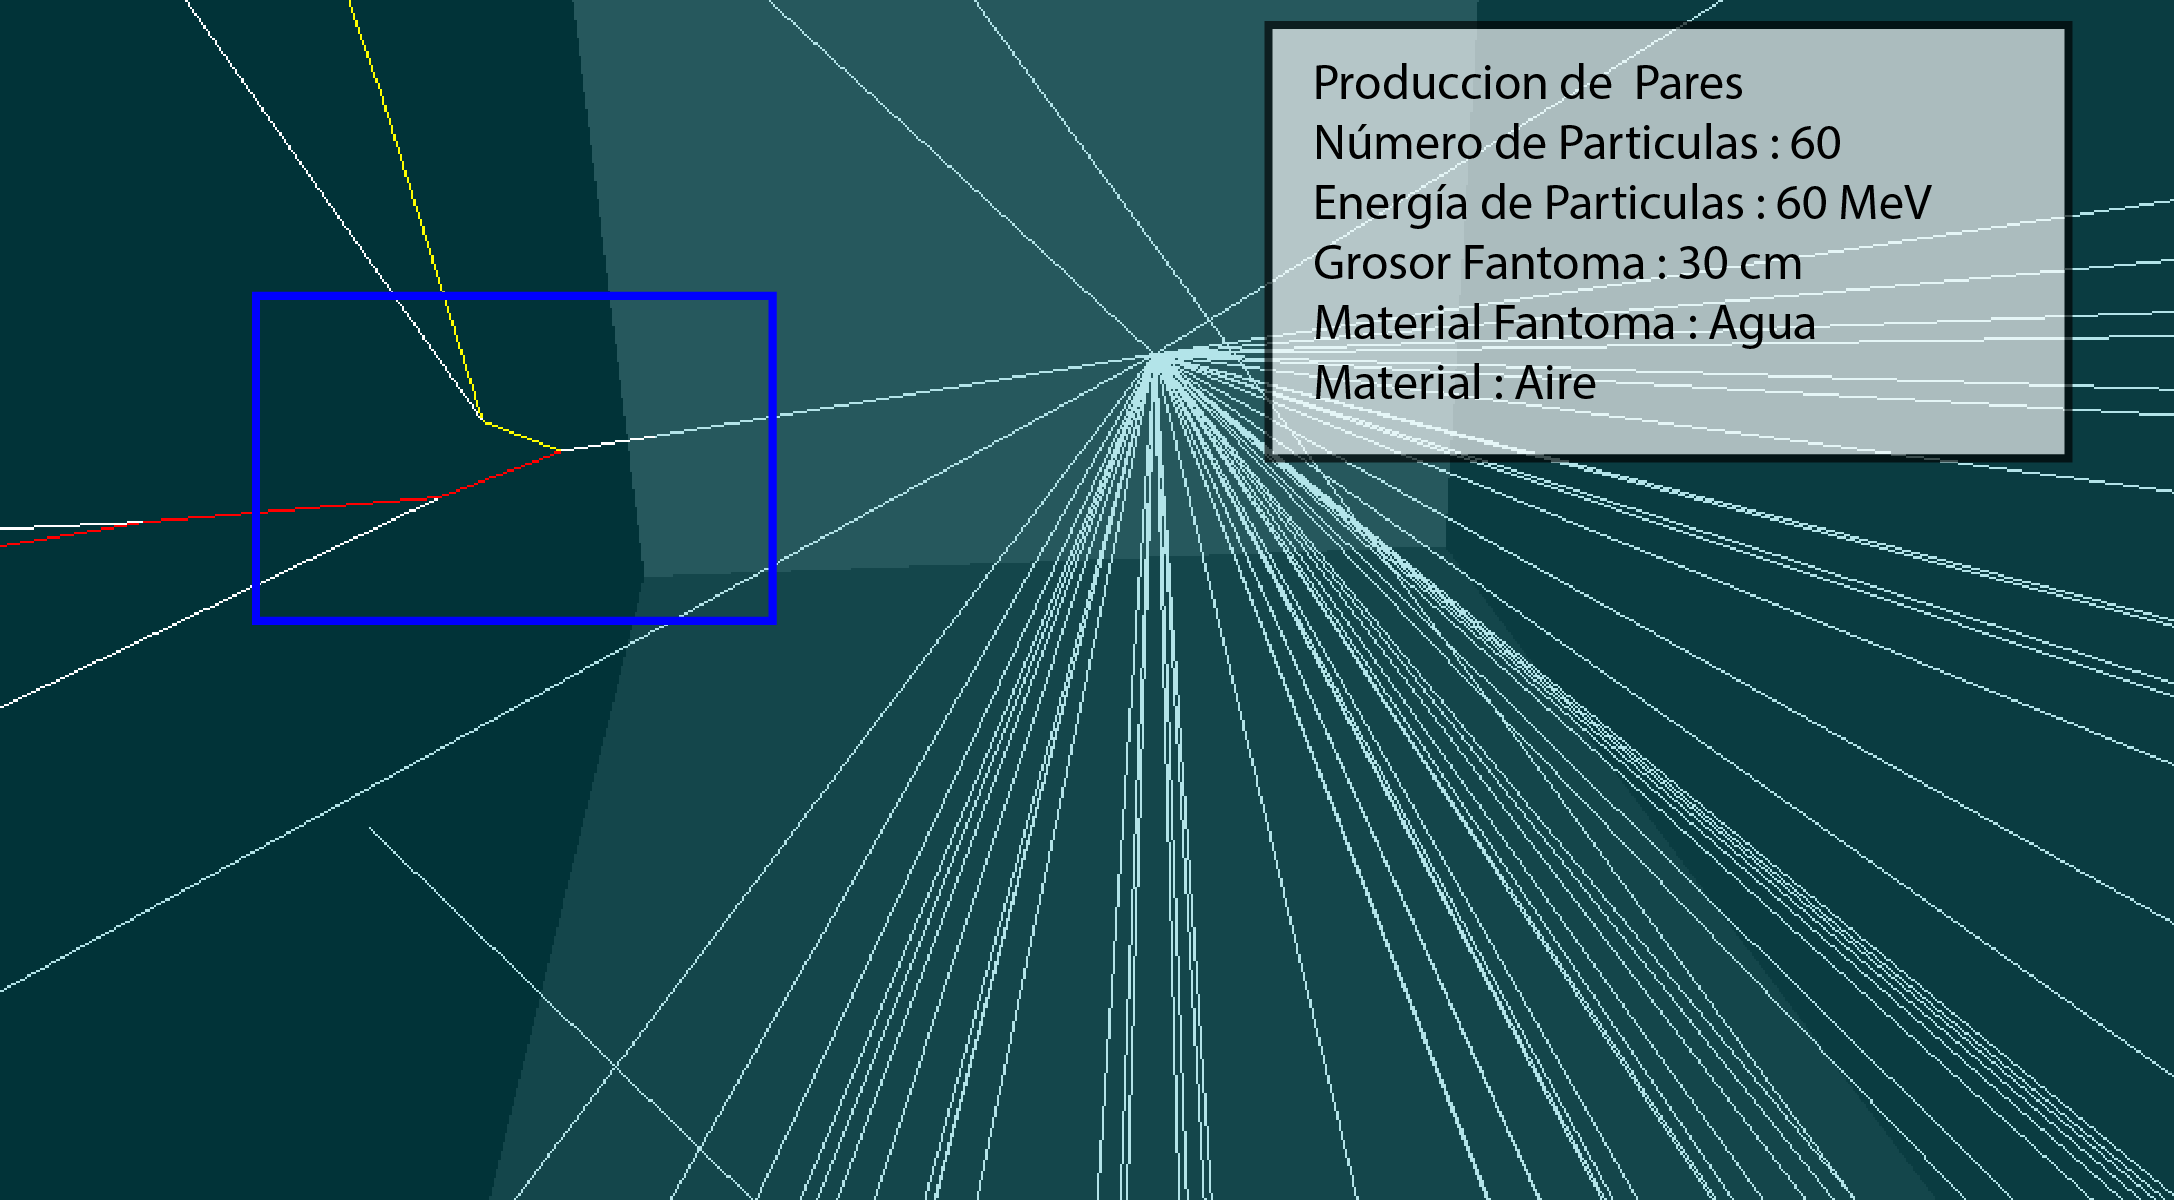 Produccion de  Pares
Número de Particulas : 60
Energía de Particulas : 60 MeV
Grosor Fantoma : 30 cm
Material Fantoma : Agua
Material : Aire